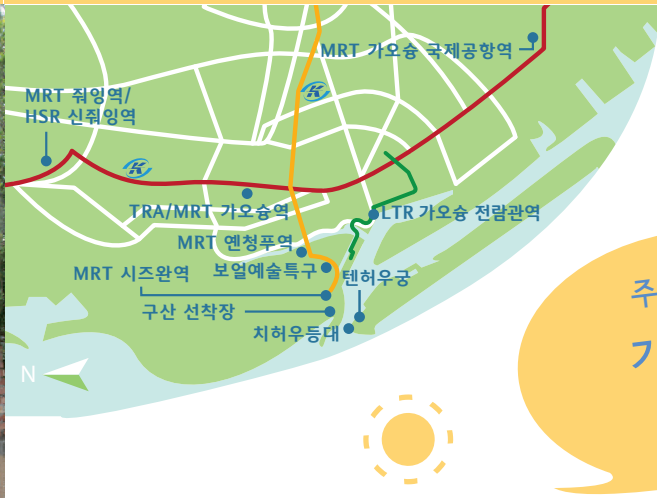 MRT 가오슝 국제공항역
MRT 줘잉역/
HSR 신줘잉역
K
K
TRA/MRT 가오슝역
LTR 가오슝 전람관역
MRT 옌청푸역
MRT 시즈완역
보얼예술특구
텐허우궁
구산 선착장
치허우등대
N
주